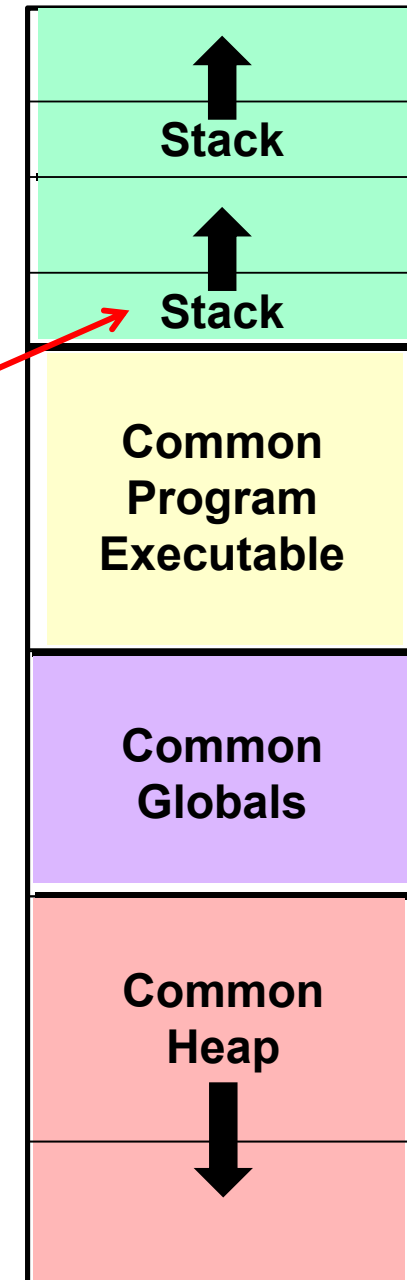 Stack
Stack
Common
Program
Executable
Common
Globals
Common
Heap